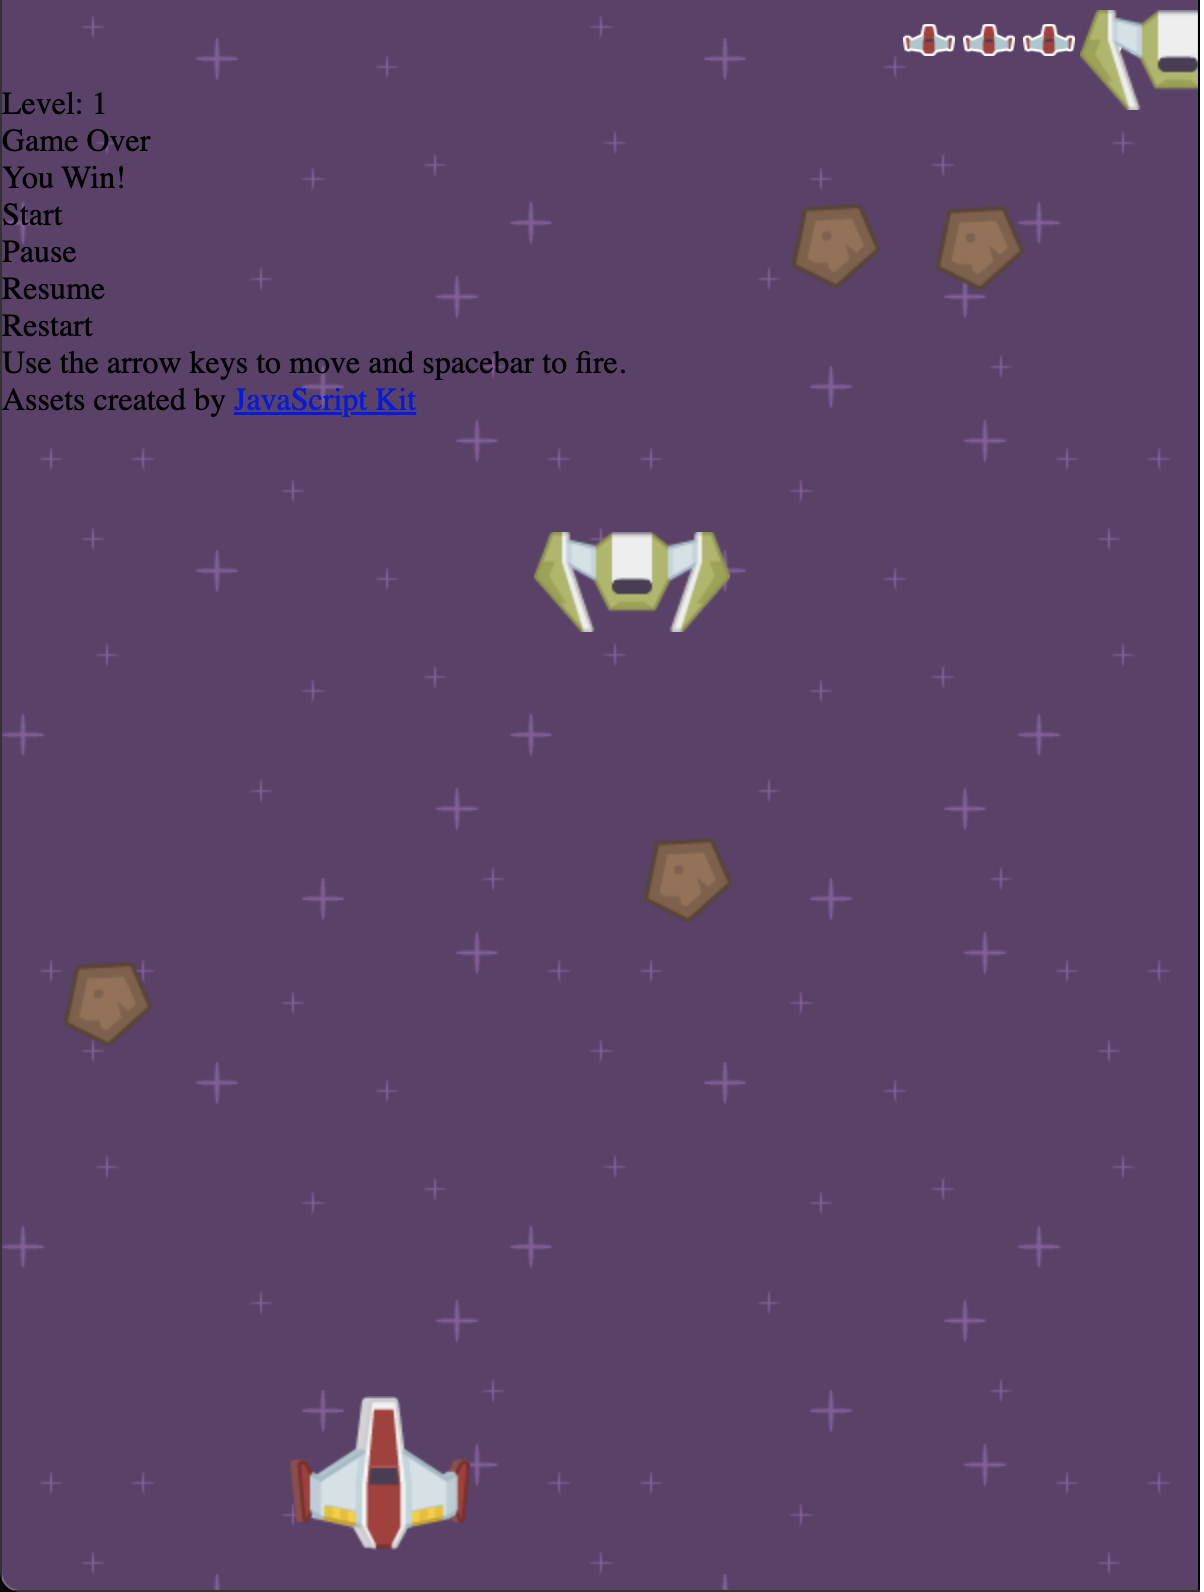 Level: 1
Game Over
You Win!
Start
Pause
Resume
Restart
Use the arrow keys to move and spacebar to fire.
Assets created by JavaScript Kit